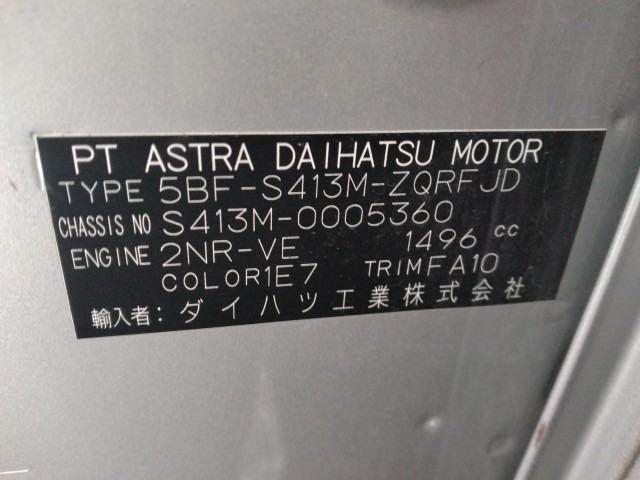 PT ASTRA DAIHATSU MOTOR
TYPE 5BF-S413M-ZQRFJD
CHASSIS NO S413M-0005360
ENGINE 2NR-VE 1496 cc
COLOR1E7 TRIMFA10
輸入者：ダイハツ工業株式会社